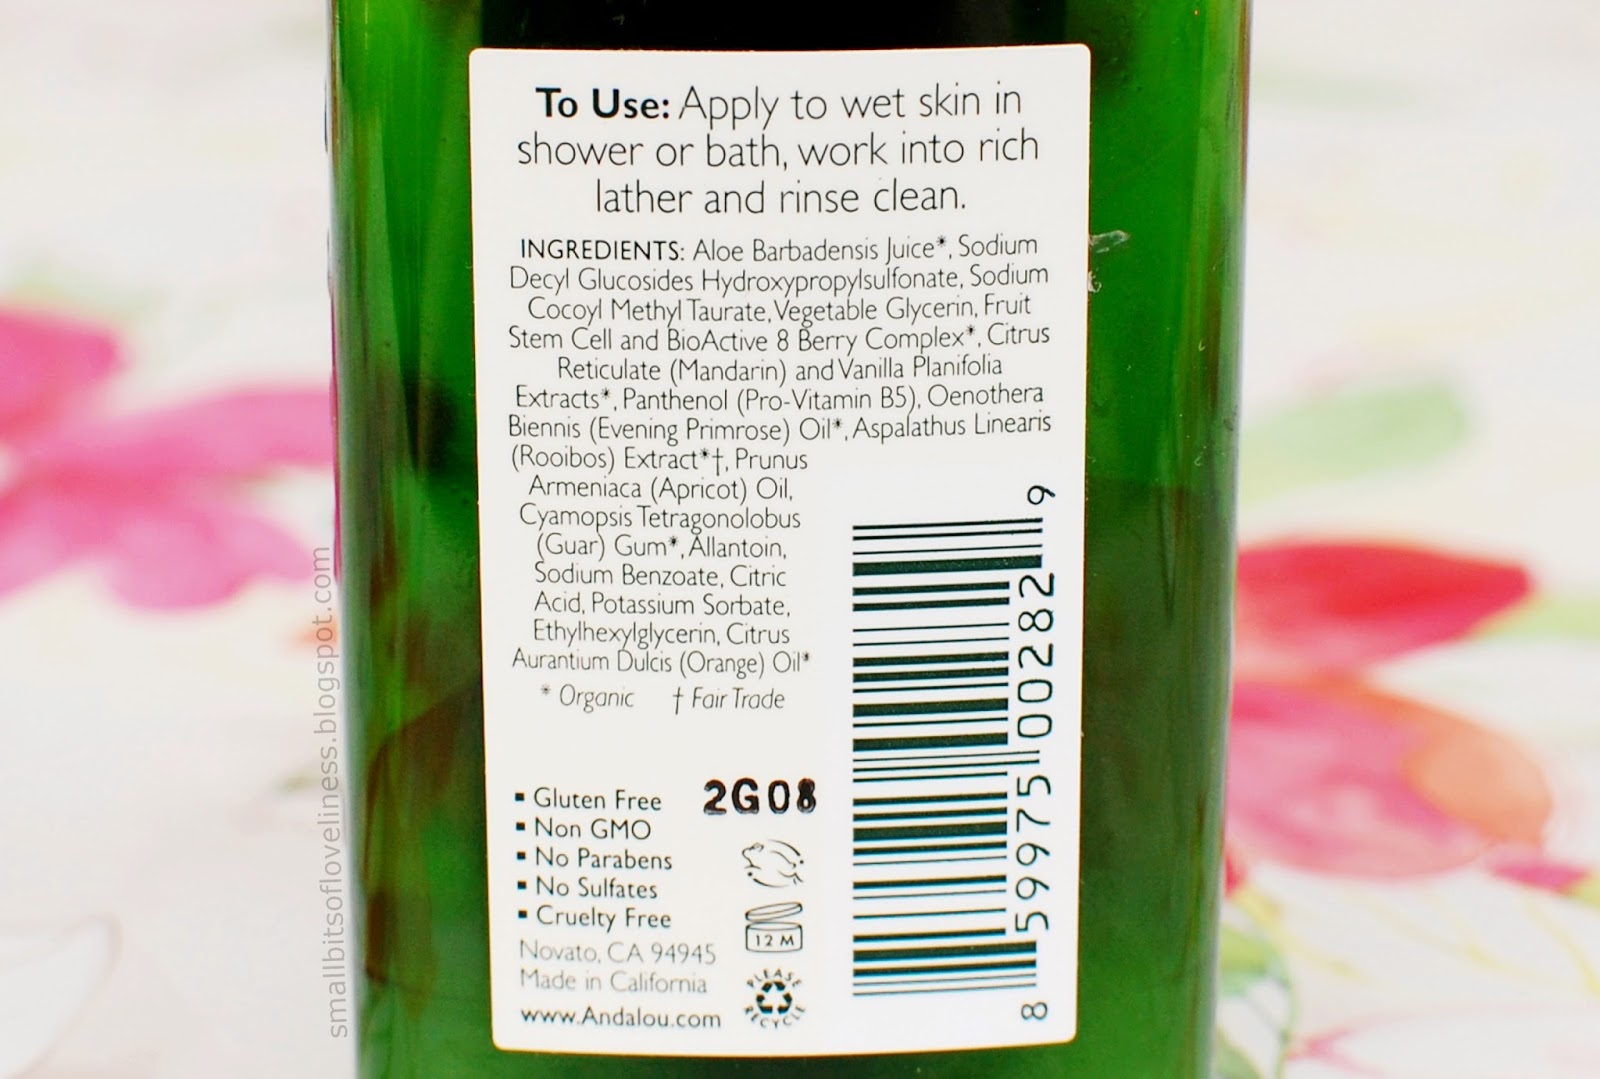 To Use: Apply to wet skin in
shower or bath, work into rich
lather and rinse clean.
INGREDIENTS: Aloe Barbadensis Juice*, Sodium
Decyl Glucosides Hydroxypropylsulfonate, Sodium
Cocoyl Methyl Taurate, Vegetable Glycerin, Fruit
Stem Cell and BioActive 8 Berry Complex*, Citrus
Reticulate (Mandarin) and Vanilla Planifolia
Extracts*, Panthenol (Pro-Vitamin B5), Oenothera
Biennis (Evening Primrose) Oil*, Aspalathus Linearis
(Rooibos) Extract*†, Prunus
Armeniaca (Apricot) Oil,
Cyamopsis Tetragonolobus
(Guar) Gum*, Allantoin,
Sodium Benzoate, Citric
Acid, Potassium Sorbate,
Ethylhexylglycerin, Citrus
Aurantium Dulcis (Orange) Oil*
* Organic † Fair Trade
▪ Gluten Free
▪ Non GMO
▪ No Parabens
▪ No Sulfates
▪ Cruelty Free
Novato, CA 94945
Made in California
www.Andalou.com
2G08
12 M
PLEASE
RECYCLE
8 59975 00282 9
smallbitsofloveliness.blogspot.com